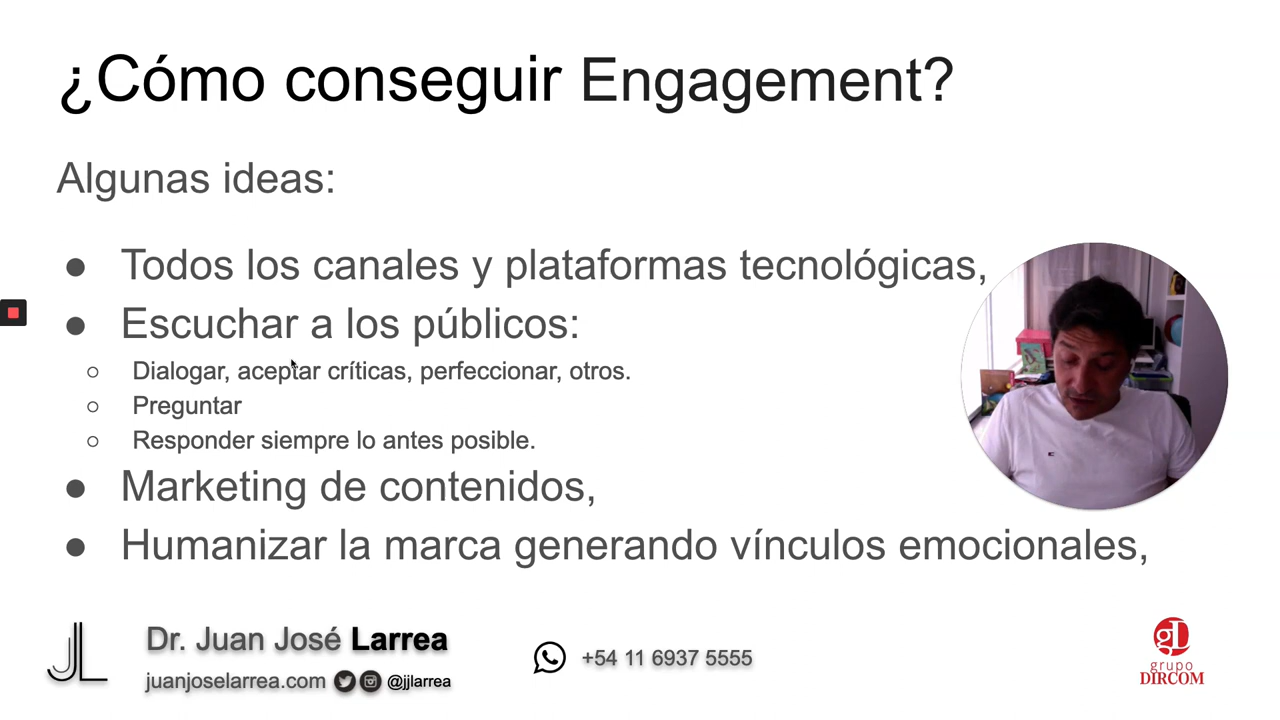 ¿Cómo conseguir Engagement?
Algunas ideas:
● Todos los canales y plataformas tecnológicas,
● Escuchar a los públicos:
○ Dialogar, aceptar críticas, perfeccionar, otros.
○ Preguntar
○ Responder siempre lo antes posible.
● Marketing de contenidos,
● Humanizar la marca generando vínculos emocionales,
JL
Dr. Juan José Larrea
juanjoselarrea.com @jjlarrea
+54 11 6937 5555
gD
grupo
DIRCOM